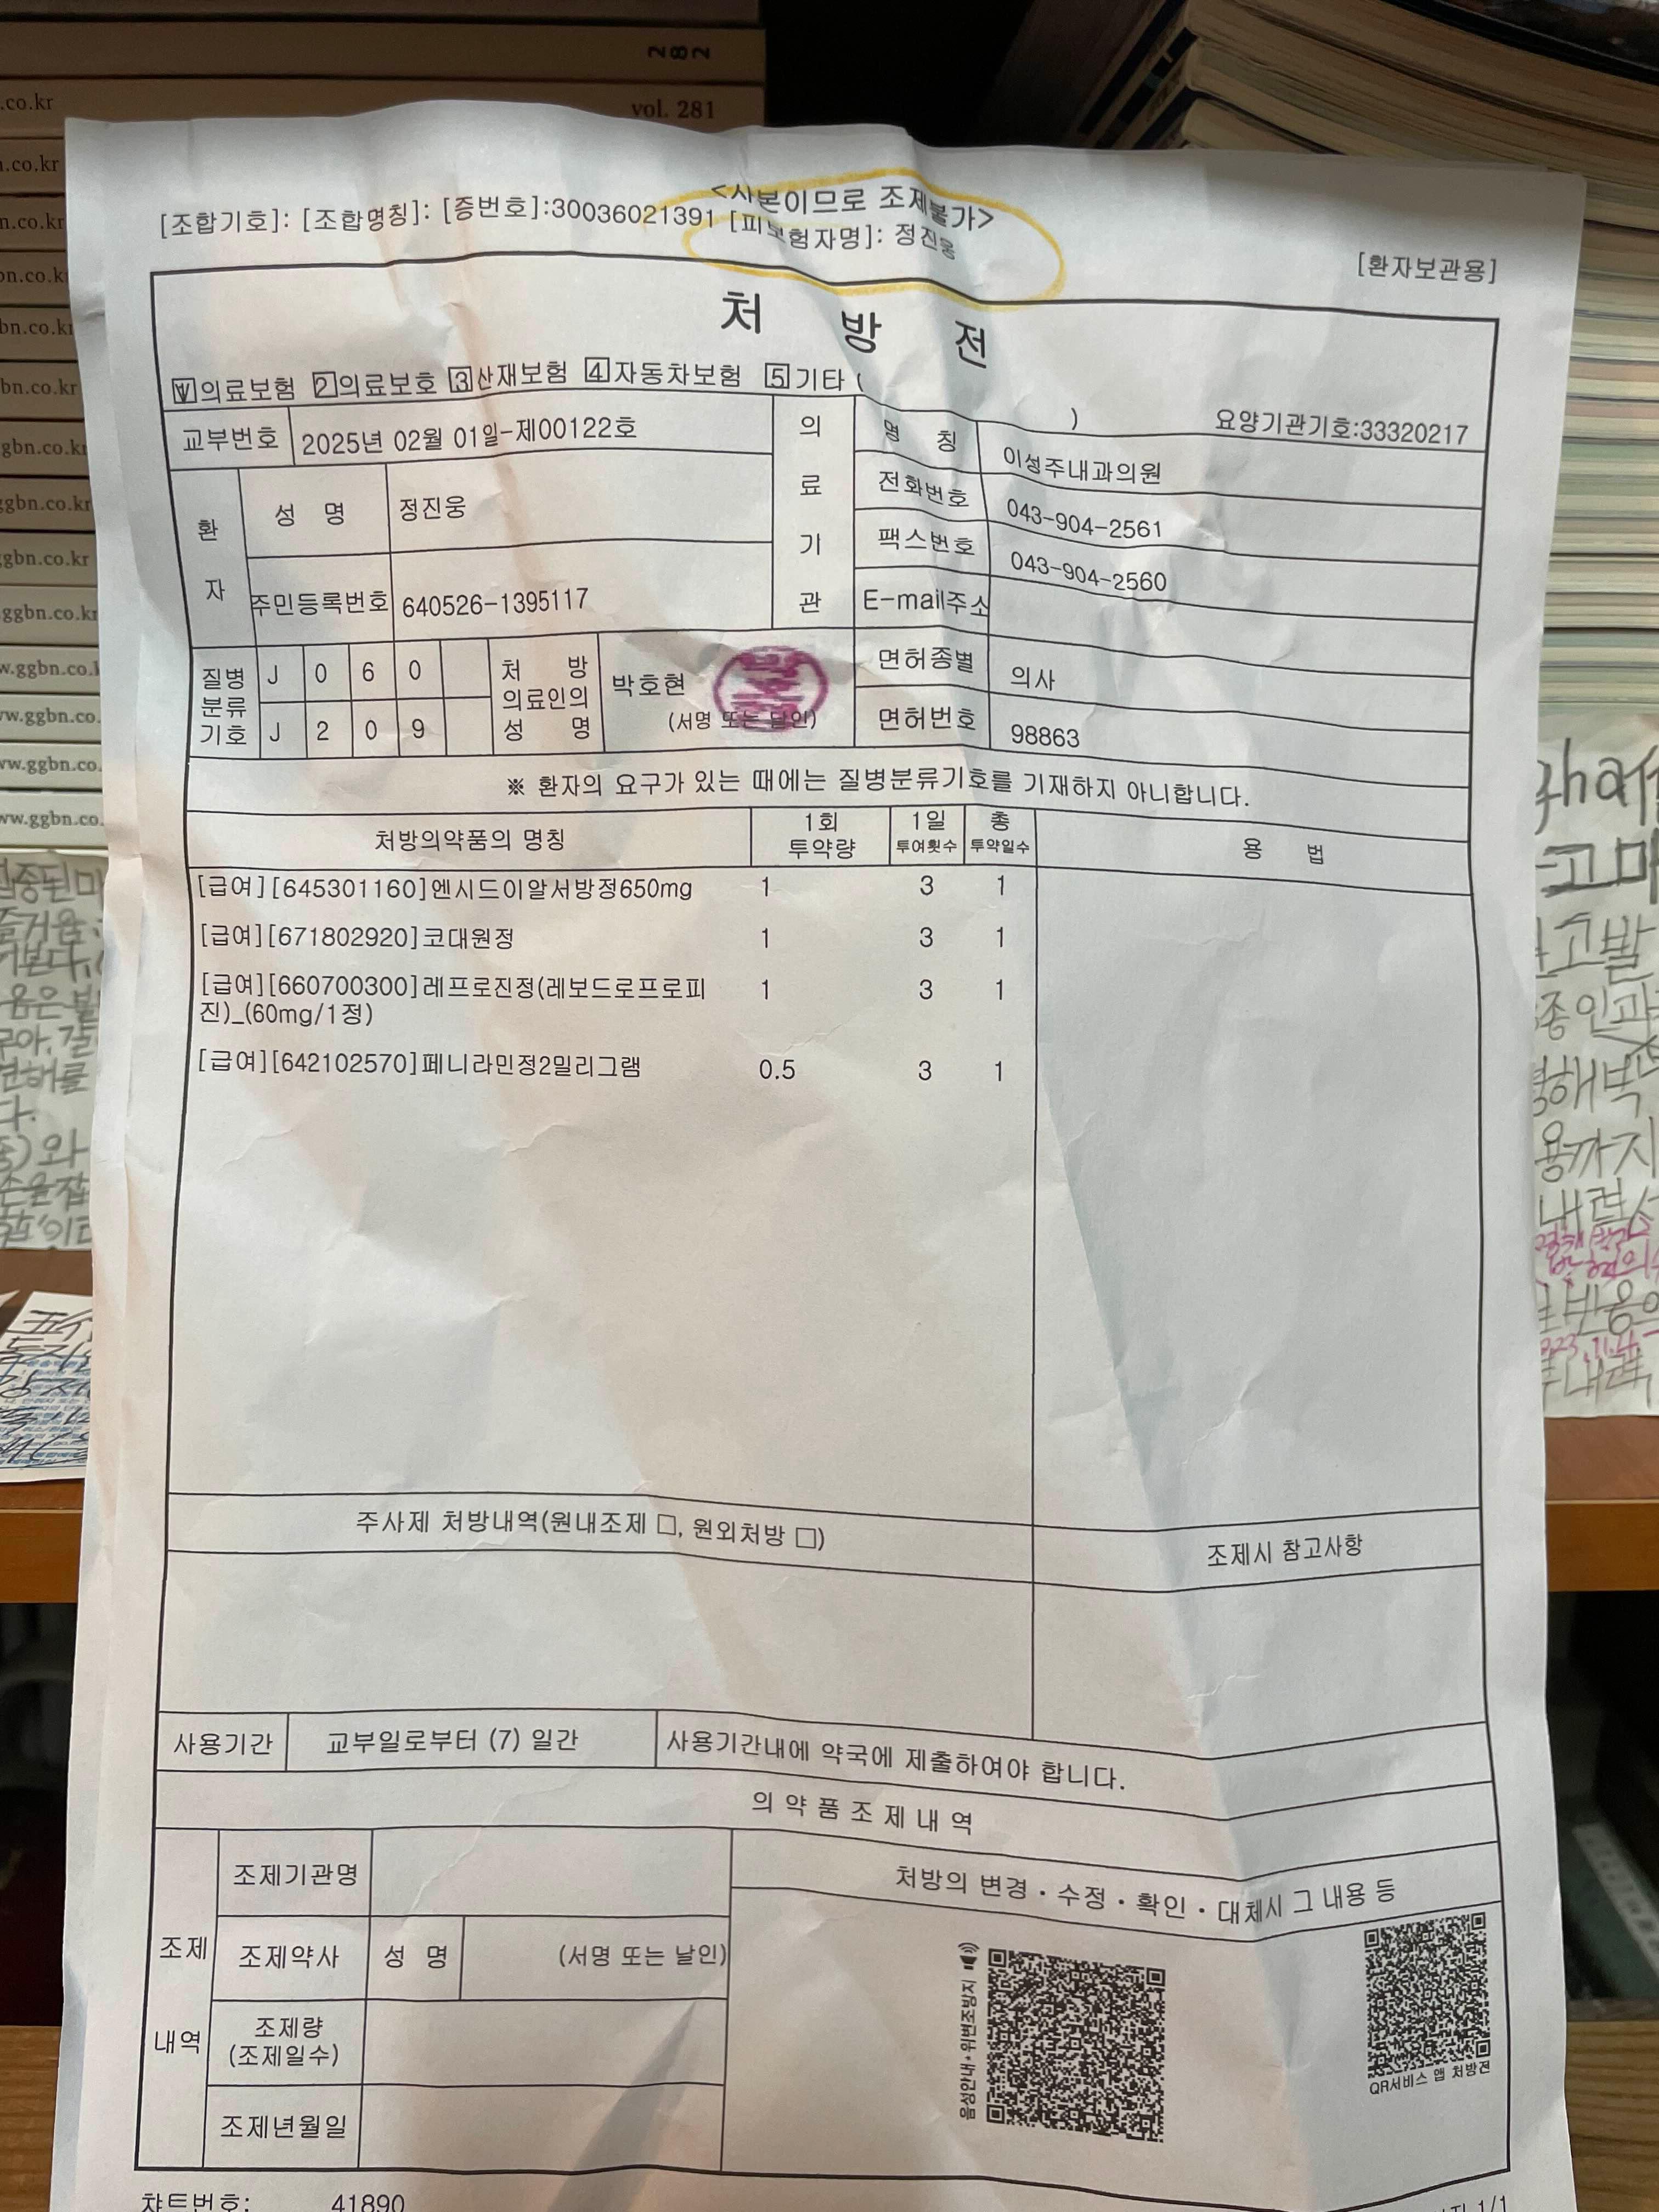 282
vol. 281
<사본이므로 조제불가>
[조합기호]: [조합명칭]: [증번호]:30036021391 [피보험자명]: 정진웅
[환자보관용]
처 방 전
1의료보험 2의료보호 3산재보험 4자동차보험 5기타 ( )
요양기관기호:33320217
교부번호 2025년 02월 01일-제00122호
환자
성 명 정진웅
주민등록번호 640526-1395117
의료기관
명 칭 이성주내과의원
전화번호 043-904-2561
팩스번호 043-904-2560
E-mail주소
질병분류기호
J 0 6 0
J 2 0 9
처 방
의료인의
성 명
박호현
(서명 또는 날인)
면허종별 의사
면허번호 98863
※ 환자의 요구가 있는 때에는 질병분류기호를 기재하지 아니합니다.
처방의약품의 명칭 1회 투약량 1일 투여횟수 총 투약일수 용 법
[급여][645301160]엔시드이알서방정650mg 1 3 1
[급여][671802920]코대원정 1 3 1
[급여][660700300]레프로진정(레보드로프로피 1 3 1
진)_(60mg/1정)
[급여][642102570]페니라민정2밀리그램 0.5 3 1
주사제 처방내역(원내조제 □, 원외처방 □)
조제시 참고사항
사용기간 교부일로부터 (7) 일간 사용기간내에 약국에 제출하여야 합니다.
의 약 품 조 제 내 역
조제
내역
조제기관명
조제약사 성 명 (서명 또는 날인)
조제량
(조제일수)
조제년월일
처방의 변경·수정·확인·대체시 그 내용 등
음성안내+위변조방지
QR서비스 앱 처방전
챠트번호: 41890
1/1